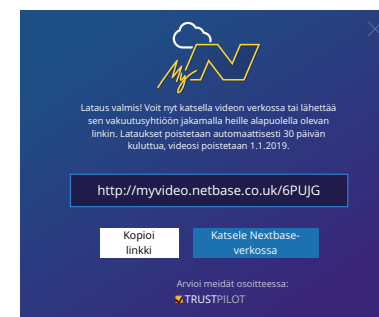 My N
Lataus valmis! Voit nyt katsella videon verkossa tai lähettää
sen vakuutusyhtiöön jakamalla heille alapuolella olevan
linkin. Lataukset poistetaan automaattisesti 30 päivän
kuluttua, videosi poistetaan 1.1.2019.
http://myvideo.netbase.co.uk/6PUJG
Kopioi
linkki
Katsele Nextbase-
verkossa
Arvioi meidät osoitteessa:
TRUSTPILOT